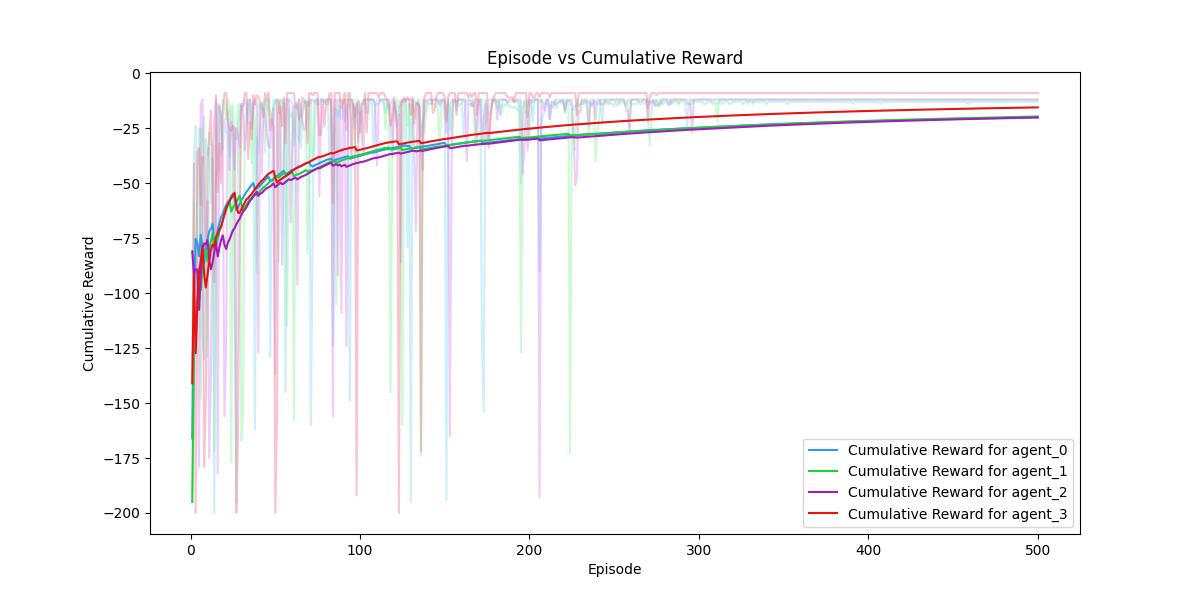 Episode vs Cumulative Reward
Cumulative Reward
0
−25
−50
−75
−100
−125
−150
−175
−200
0
100
200
300
400
500
Episode
Cumulative Reward for agent_0
Cumulative Reward for agent_1
Cumulative Reward for agent_2
Cumulative Reward for agent_3